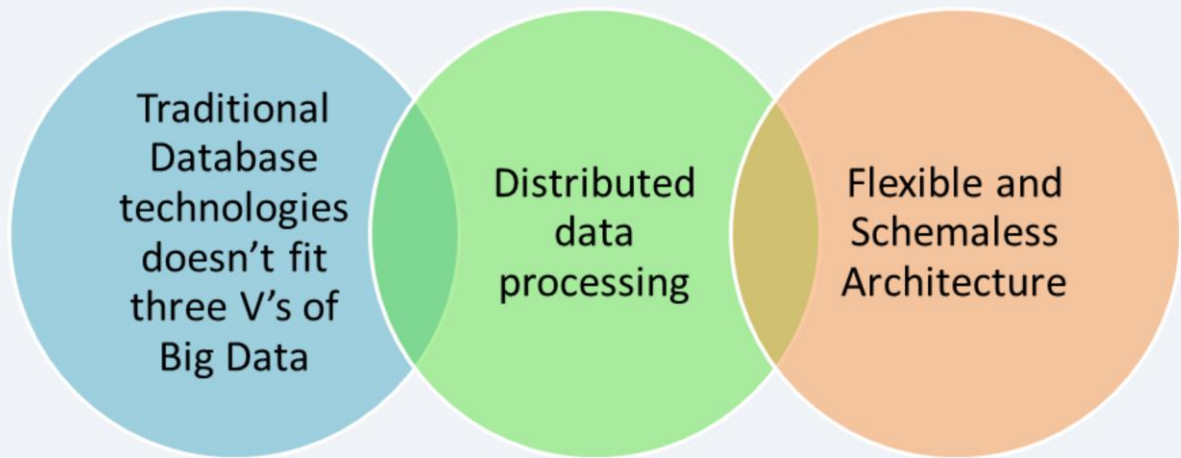 Traditional
Database
technologies
doesn’t fit
three V’s of
Big Data
Distributed
data
processing
Flexible and
Schemaless
Architecture